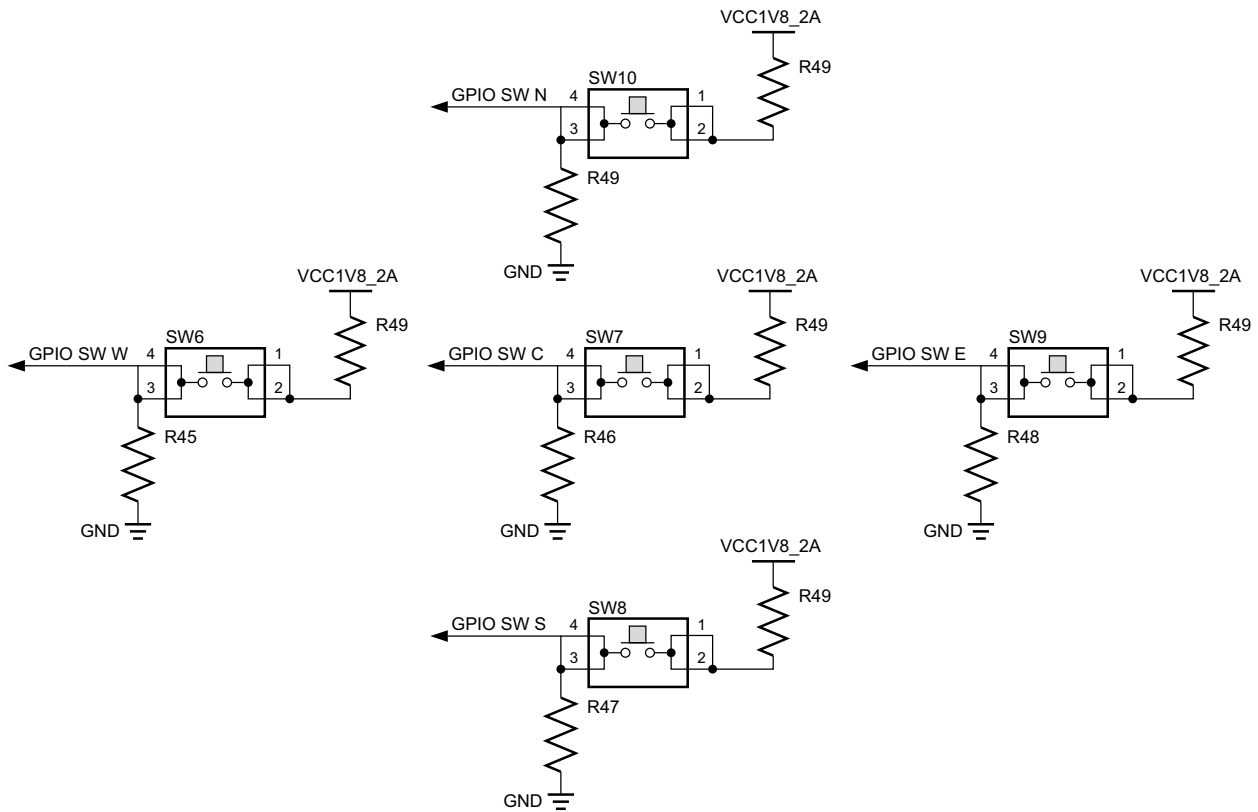 VCC1V8_2A
R49
SW10
GPIO SW N
4
1
3
2
R49
GND
VCC1V8_2A
R49
SW6
GPIO SW W
4
1
3
2
R45
GND
VCC1V8_2A
R49
SW7
GPIO SW C
4
1
3
2
R46
GND
VCC1V8_2A
R49
SW9
GPIO SW E
4
1
3
2
R48
GND
VCC1V8_2A
R49
SW8
GPIO SW S
4
1
3
2
R47
GND